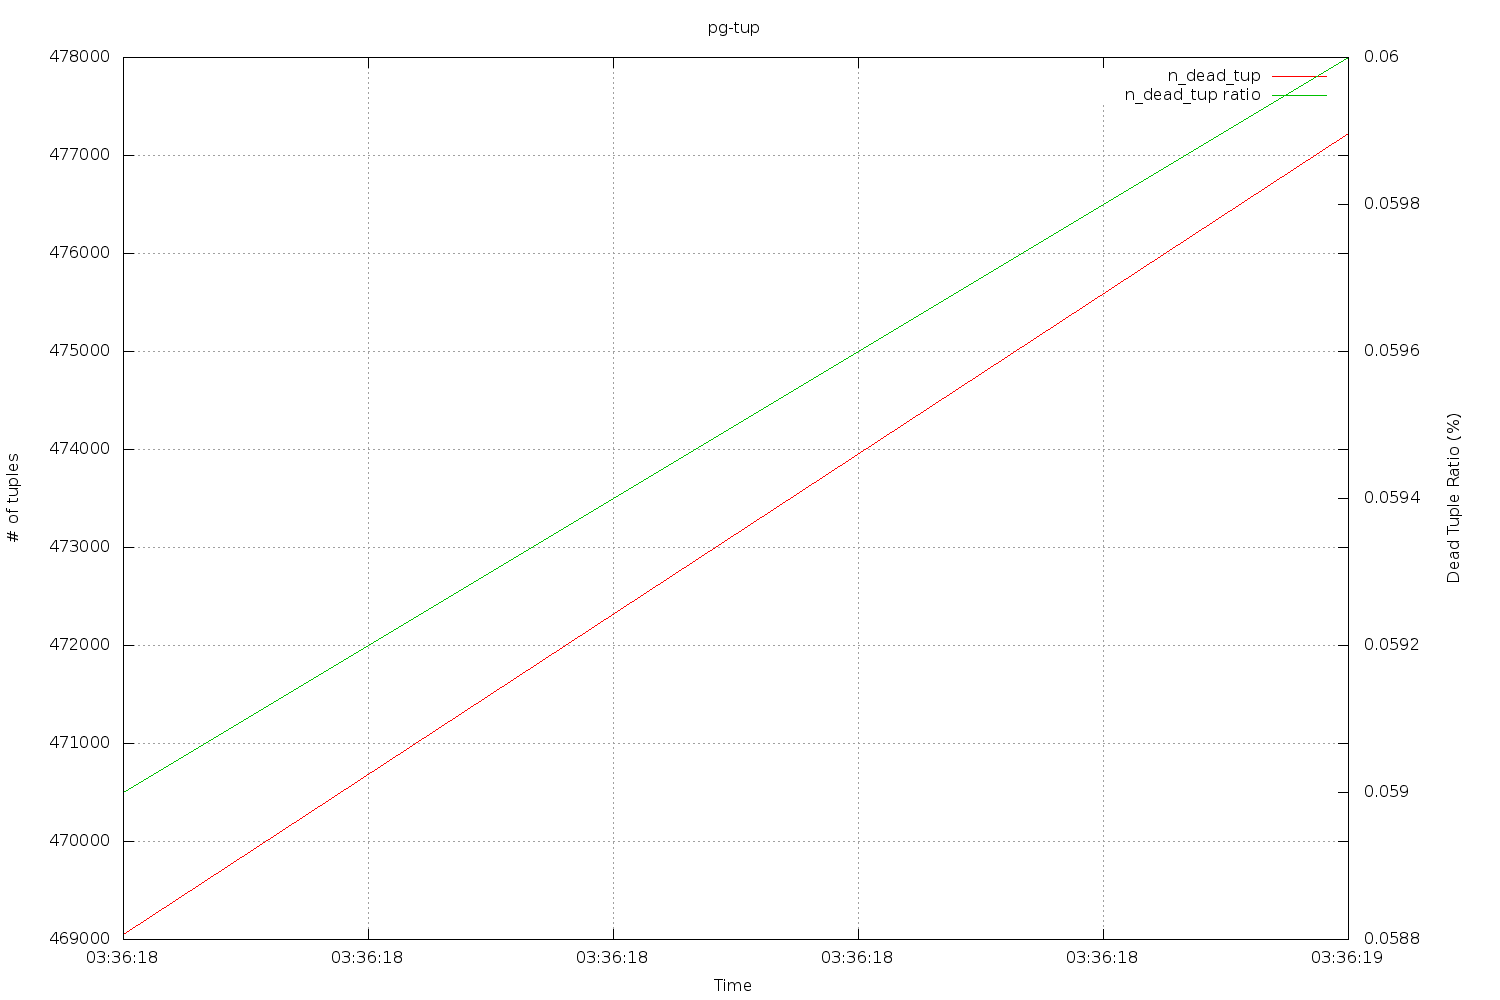 pg-tup
478000
477000
476000
475000
474000
473000
472000
471000
470000
469000
# of tuples
n_dead_tup
n_dead_tup ratio
0.06
0.0598
0.0596
0.0594
0.0592
0.059
0.0588
Dead Tuple Ratio (%)
03:36:18 03:36:18 03:36:18 03:36:18 03:36:18 03:36:19
Time